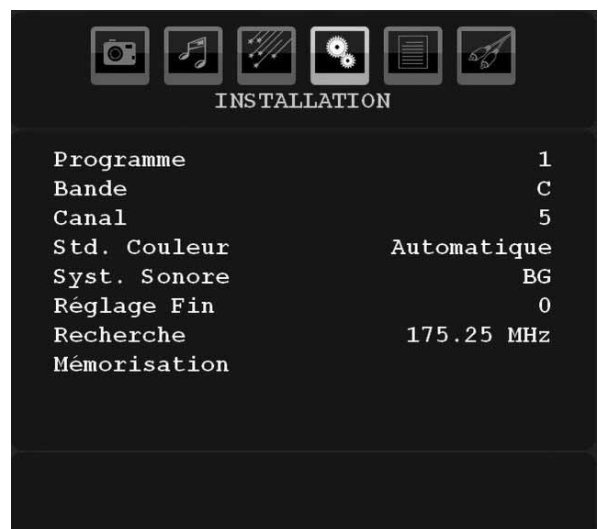 INSTALLATION
Programme 1
Bande C
Canal 5
Std. Couleur Automatique
Syst. Sonore BG
Réglage Fin 0
Recherche 175.25 MHz
Mémorisation